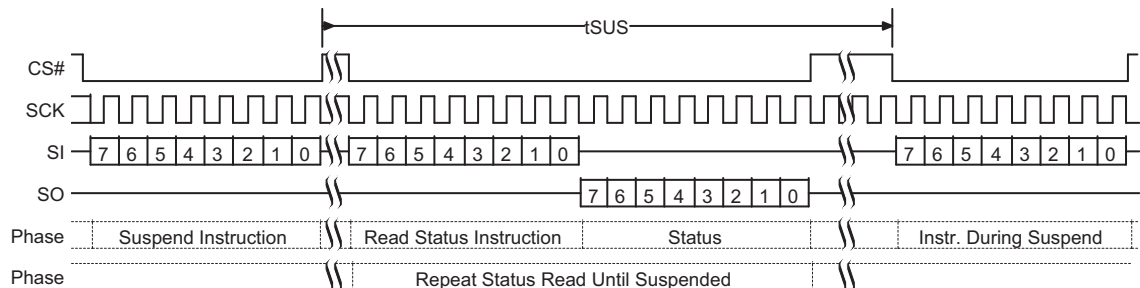 tSUS
CS#
SCK
SI 7 6 5 4 3 2 1 0 7 6 5 4 3 2 1 0 7 6 5 4 3 2 1 0
SO 7 6 5 4 3 2 1 0
Phase Suspend Instruction Read Status Instruction Status Instr. During Suspend
Phase Repeat Status Read Until Suspended